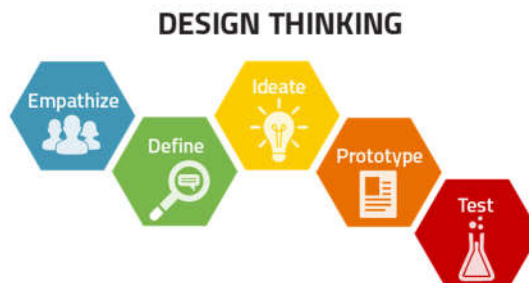 DESIGN THINKING
Empathize
Define
Ideate
Prototype
Test